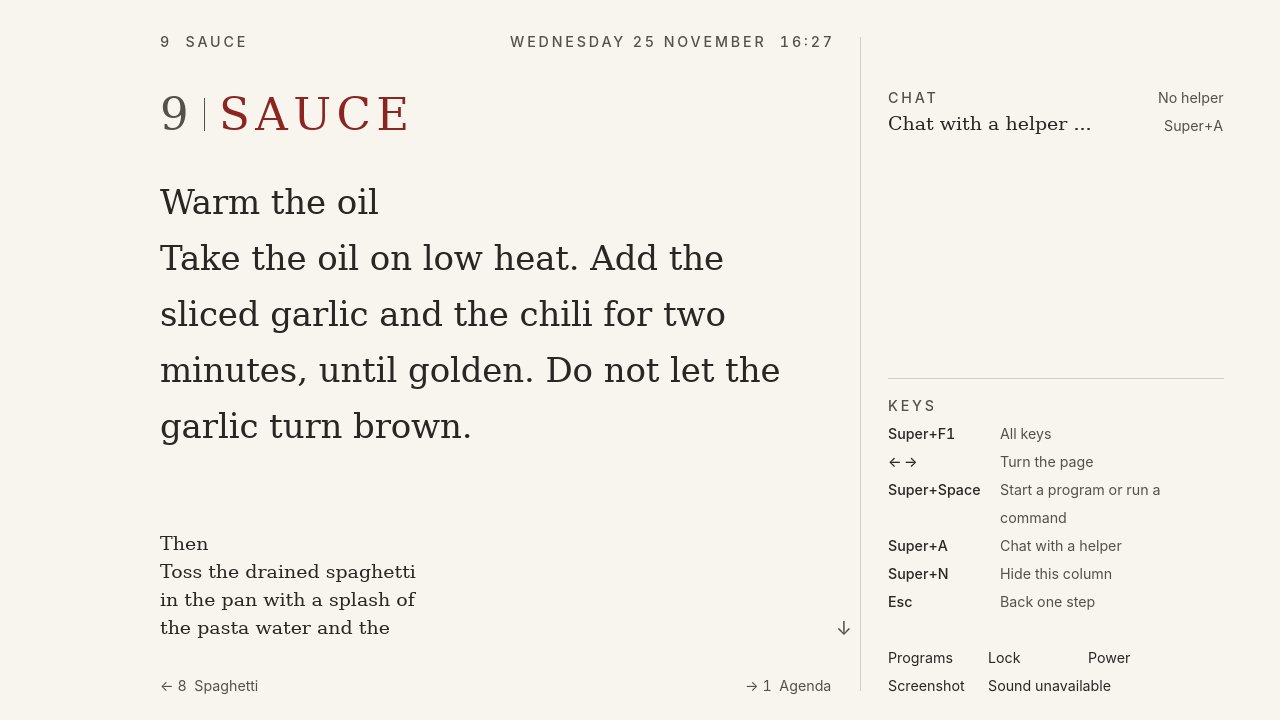 9 SAUCE
WEDNESDAY 25 NOVEMBER 16:27
9 SAUCE
Warm the oil
Take the oil on low heat. Add the
sliced garlic and the chili for two
minutes, until golden. Do not let the
garlic turn brown.
Then
Toss the drained spaghetti
in the pan with a splash of
the pasta water and the
↓
← 8 Spaghetti
→ 1 Agenda
CHAT No helper
Chat with a helper ... Super+A
KEYS
Super+F1 All keys
← → Turn the page
Super+Space Start a program or run a
command
Super+A Chat with a helper
Super+N Hide this column
Esc Back one step
Programs Lock Power
Screenshot Sound unavailable